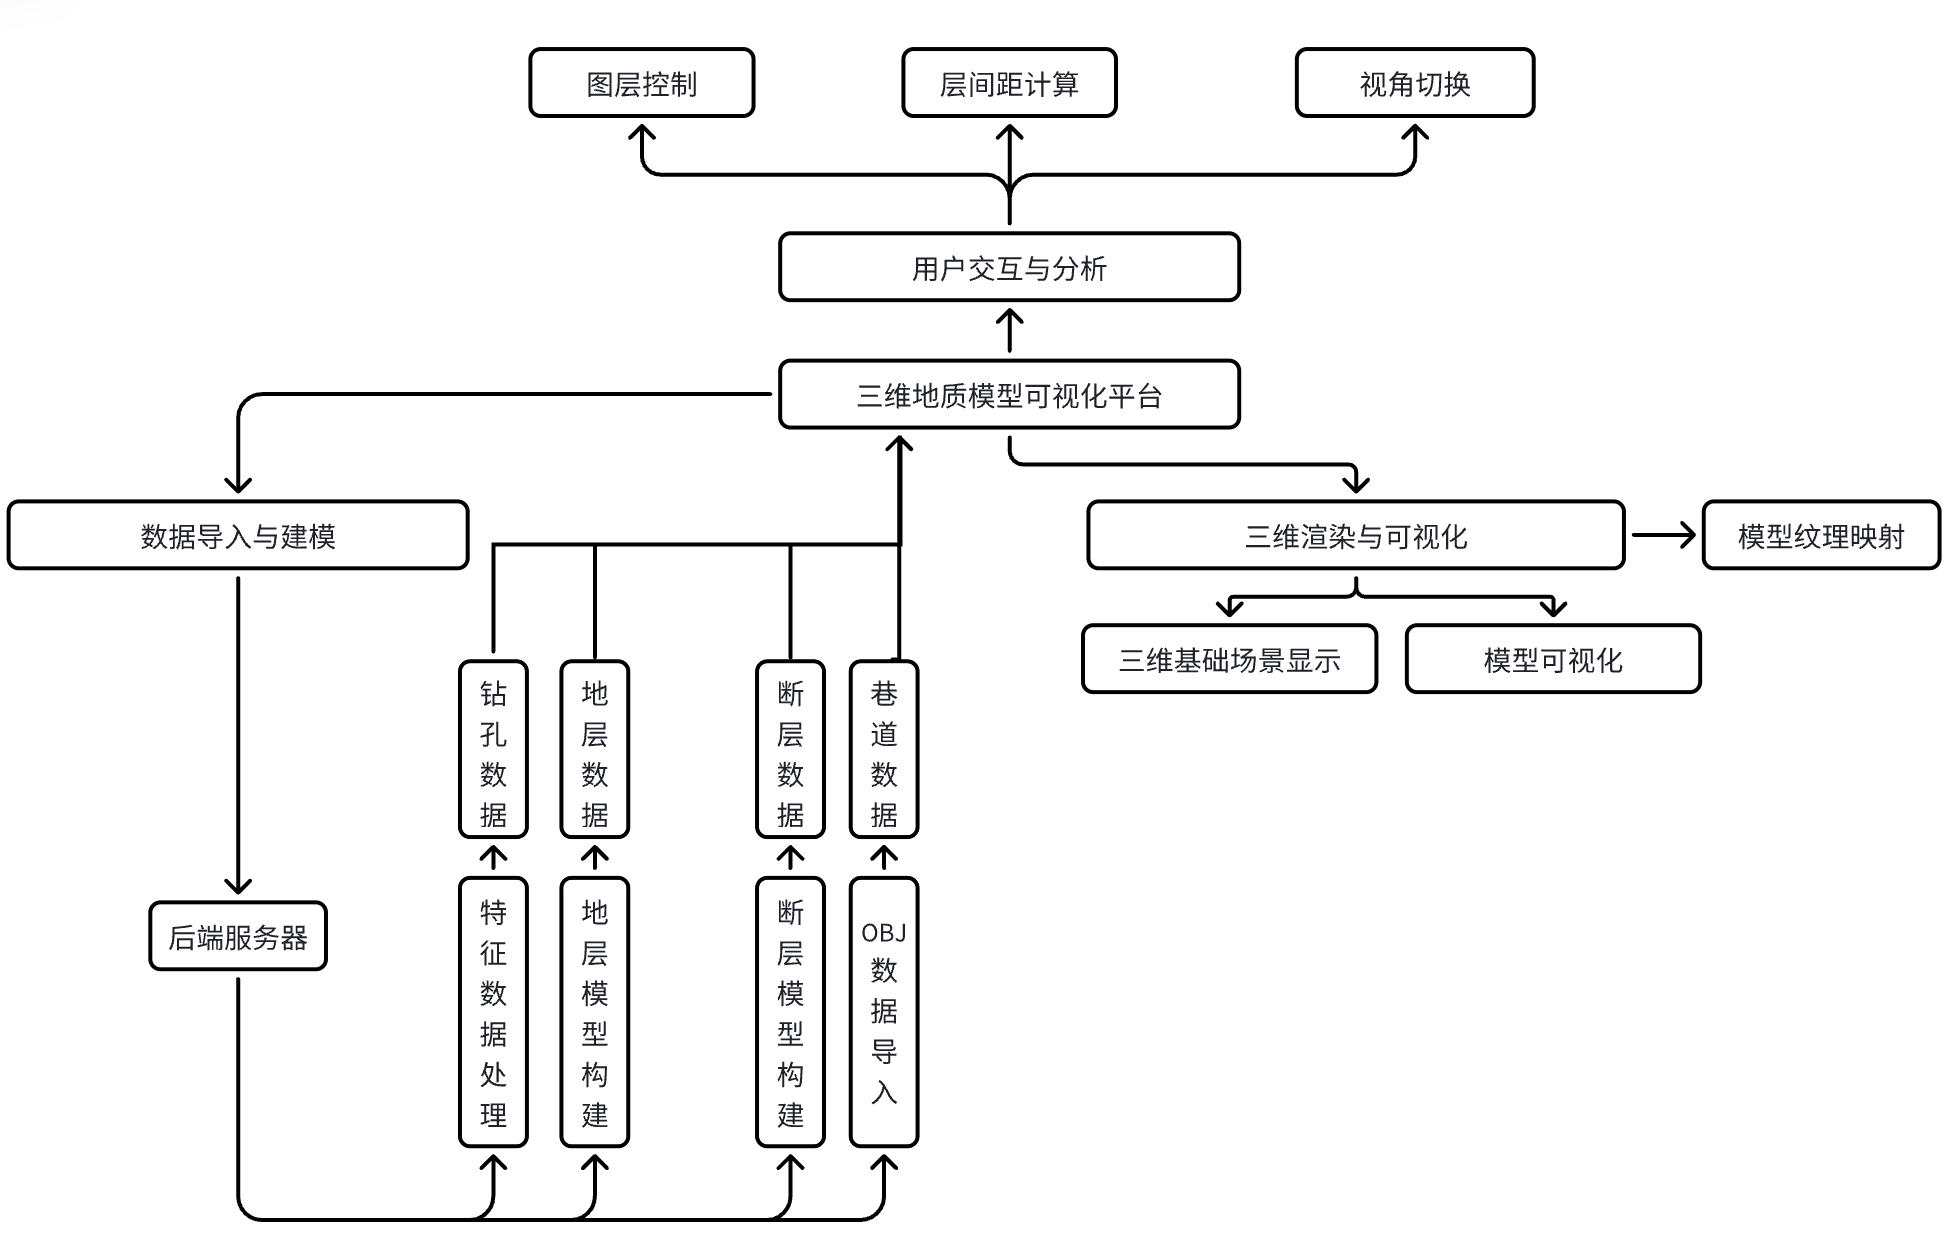 图层控制
层间距计算
视角切换
用户交互与分析
三维地质模型可视化平台
数据导入与建模
三维渲染与可视化
模型纹理映射
三维基础场景显示
模型可视化
钻孔数据
地层数据
断层数据
巷道数据
后端服务器
特征数据处理
地层模型构建
断层模型构建
OBJ数据导入